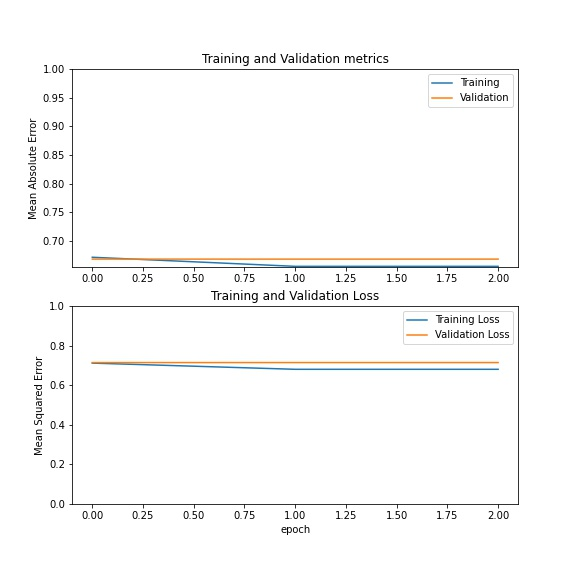 Training and Validation metrics
Mean Absolute Error
1.00
0.95
0.90
0.85
0.80
0.75
0.70
Training
Validation
0.00 0.25 0.50 0.75 1.00 1.25 1.50 1.75 2.00
Training and Validation Loss
Mean Squared Error
1.0
0.8
0.6
0.4
0.2
0.0
Training Loss
Validation Loss
0.00 0.25 0.50 0.75 1.00 1.25 1.50 1.75 2.00
epoch